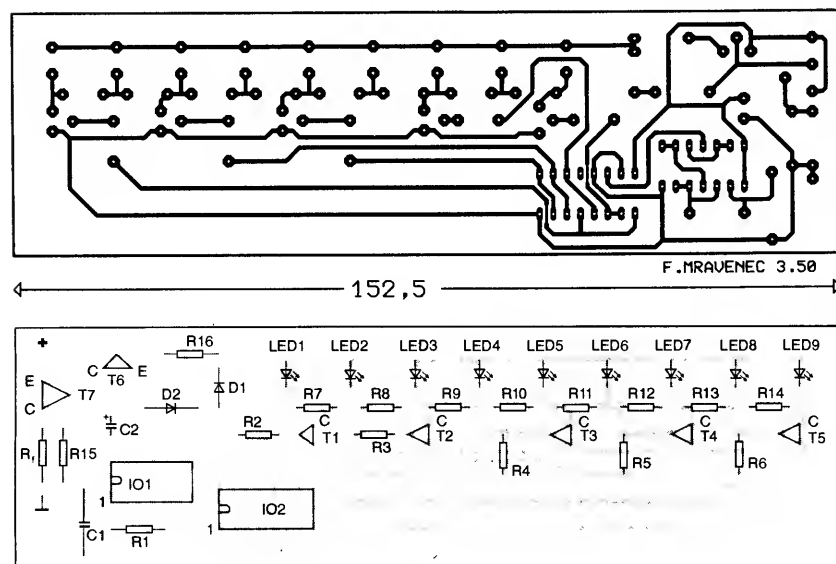 F.MRAVENEC 3.50
152,5
+
R16
LED1 LED2 LED3 LED4 LED5 LED6 LED7 LED8 LED9
E
C T6 E
T7
C
D2
D1
R7 R8 R9 R10 R11 R12 R13 R14
+ C2
R2
C T1
R3
C T2
C T3
C T4
C T5
R, R15
R4
R5
R6
IO1
1
IO2
1
C1
R1